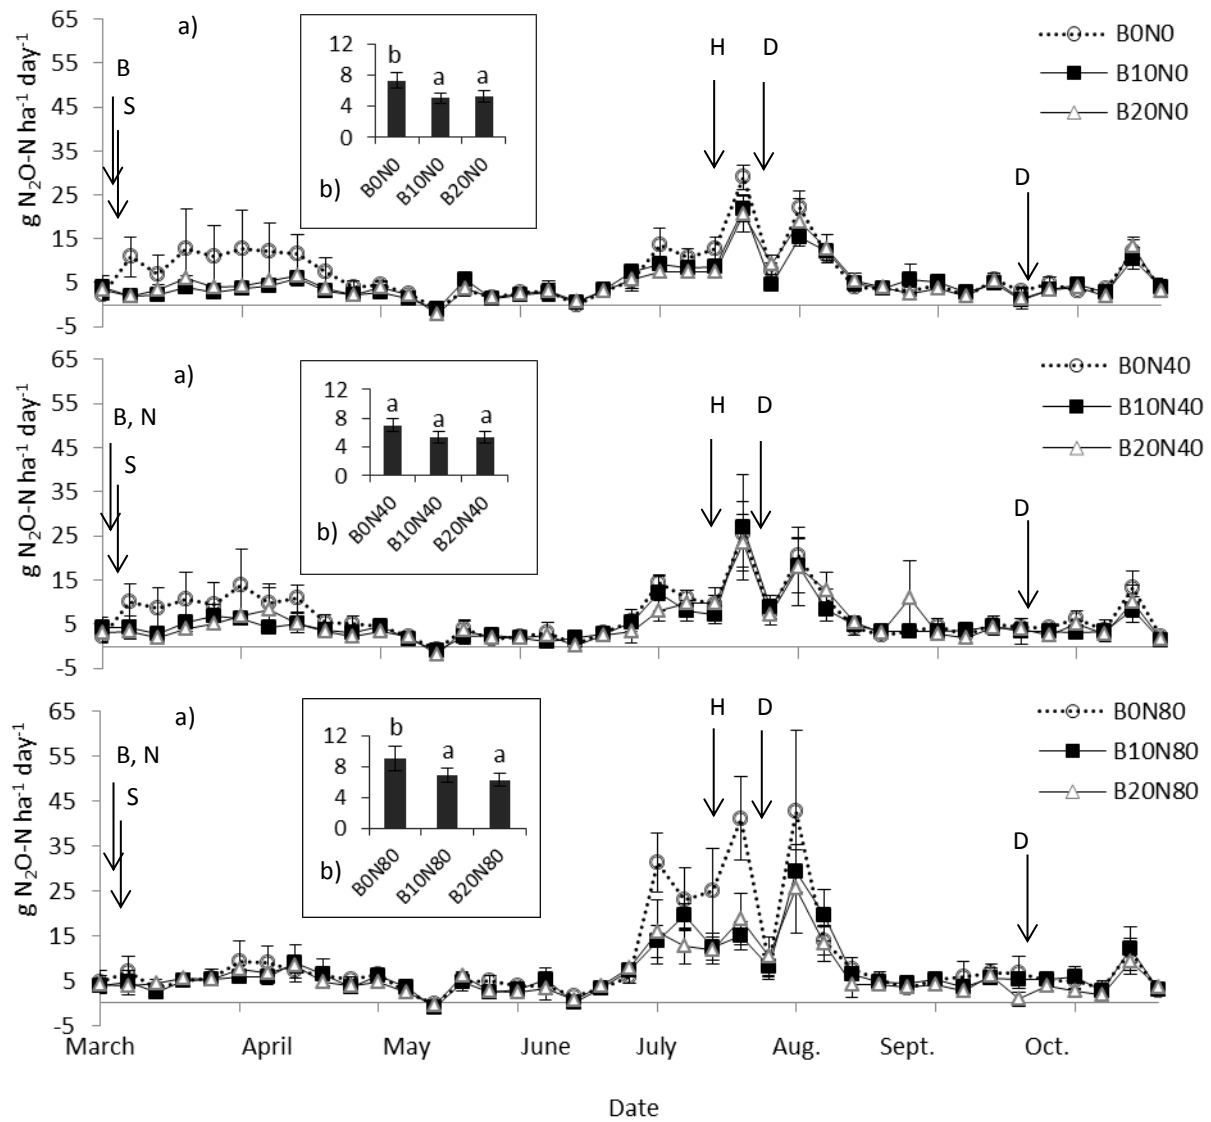 a)
65
55
45
35
25
15
5
-5
g N₂O-N ha⁻¹ day⁻¹
B
S
12
8
4
0
b
a
a
B0N0
B10N0
B20N0
b)
H
D
D
B0N0
B10N0
B20N0
a)
65
55
45
35
25
15
5
-5
g N₂O-N ha⁻¹ day⁻¹
B, N
S
12
8
4
0
a
a
a
B0N40
B10N40
B20N40
b)
H
D
D
B0N40
B10N40
B20N40
a)
65
55
45
35
25
15
5
-5
g N₂O-N ha⁻¹ day⁻¹
B, N
S
12
8
4
0
b
a
a
B0N80
B10N80
B20N80
b)
H
D
D
B0N80
B10N80
B20N80
March April May June July Aug. Sept. Oct.
Date